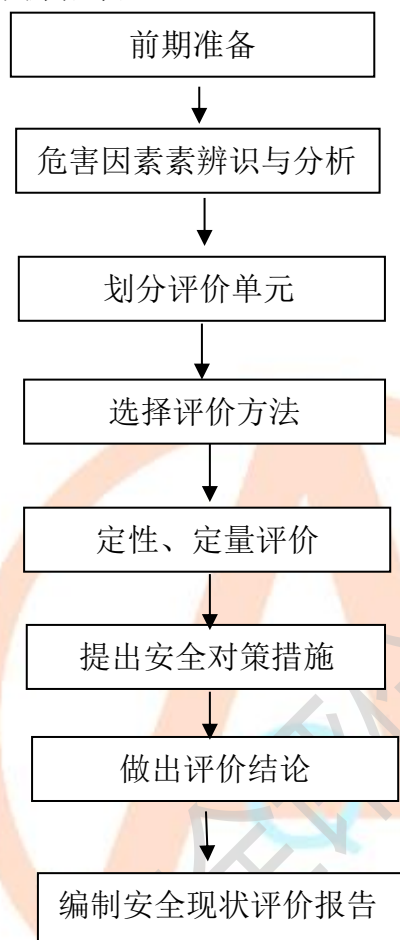 前期准备
危害因素素辨识与分析
划分评价单元
选择评价方法
定性、定量评价
提出安全对策措施
做出评价结论
编制安全现状评价报告